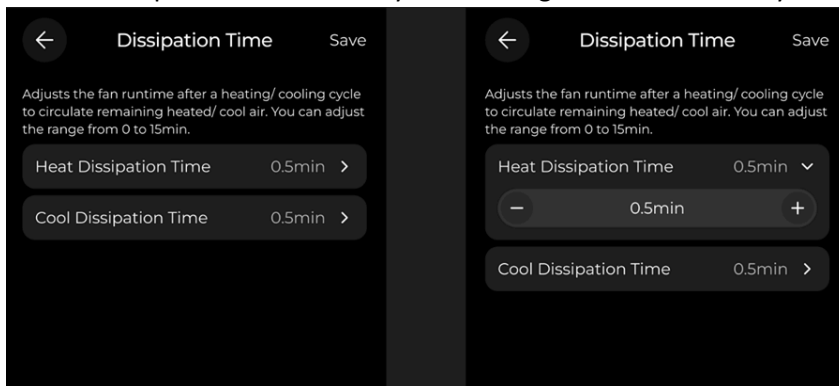 Dissipation Time
Save
Adjusts the fan runtime after a heating/ cooling cycle
to circulate remaining heated/ cool air. You can adjust
the range from 0 to 15min.
Heat Dissipation Time 0.5min
Cool Dissipation Time 0.5min
Dissipation Time
Save
Adjusts the fan runtime after a heating/ cooling cycle
to circulate remaining heated/ cool air. You can adjust
the range from 0 to 15min.
Heat Dissipation Time 0.5min
− 0.5min +
Cool Dissipation Time 0.5min